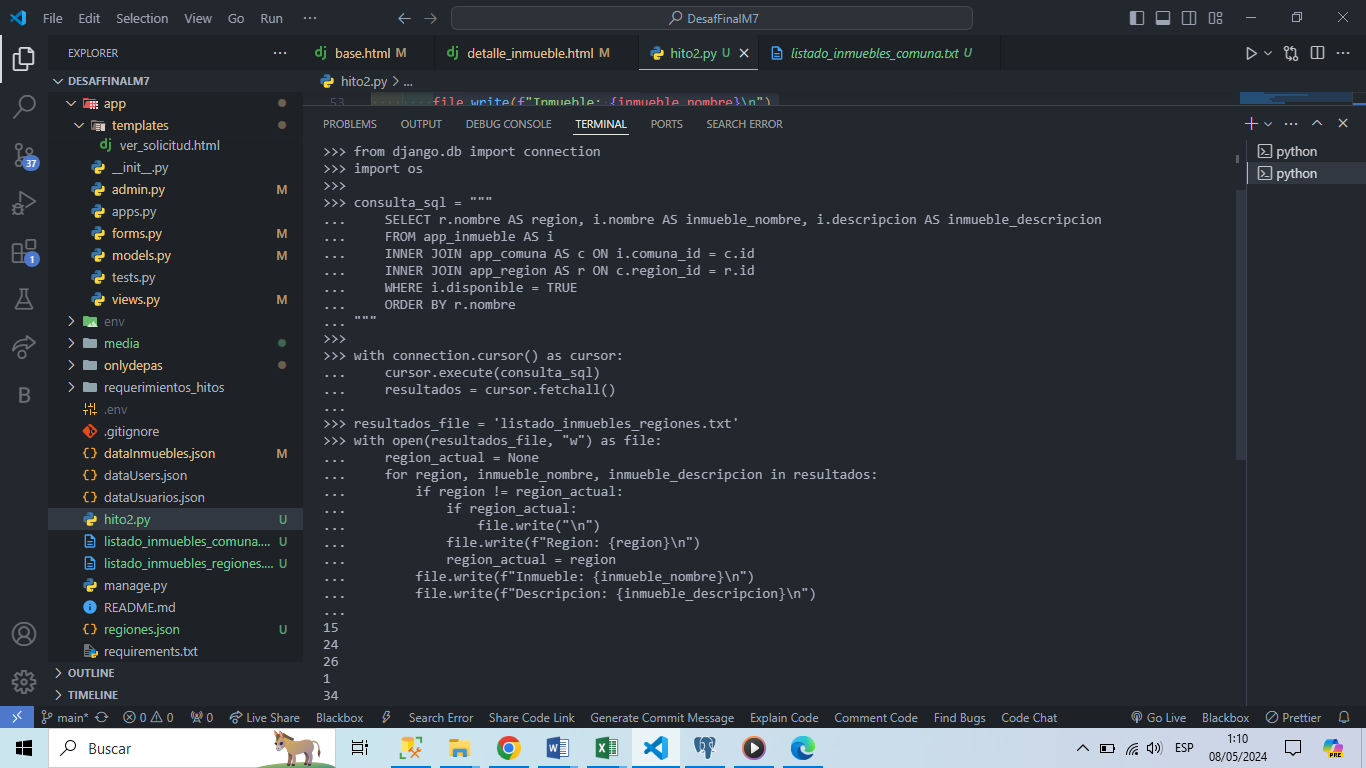 File Edit Selection View Go Run ··· DesafFinalM7
EXPLORER ···
DESAFFINALM7
app
templates
ver_solicitud.html
__init__.py
admin.py M
apps.py
forms.py M
models.py M
tests.py
views.py M
env
media
onlydepas
requerimientos_hitos
.env
.gitignore
dataInmuebles.json M
dataUsers.json
dataUsuarios.json
hito2.py U
listado_inmuebles_comuna.... U
listado_inmuebles_regiones.... U
manage.py
README.md
regiones.json U
requirements.txt
OUTLINE
TIMELINE
37
1
B
base.html M detalle_inmueble.html M hito2.py U listado_inmuebles_comuna.txt U
hito2.py > ...
53 file.write(f"Inmueble: {inmueble_nombre}\n")
PROBLEMS OUTPUT DEBUG CONSOLE TERMINAL PORTS SEARCH ERROR
python
python
>>> from django.db import connection
>>> import os
>>>
>>> consulta_sql = """
... SELECT r.nombre AS region, i.nombre AS inmueble_nombre, i.descripcion AS inmueble_descripcion
... FROM app_inmueble AS i
... INNER JOIN app_comuna AS c ON i.comuna_id = c.id
... INNER JOIN app_region AS r ON c.region_id = r.id
... WHERE i.disponible = TRUE
... ORDER BY r.nombre
... """
>>>
>>> with connection.cursor() as cursor:
... cursor.execute(consulta_sql)
... resultados = cursor.fetchall()
...
>>> resultados_file = 'listado_inmuebles_regiones.txt'
>>> with open(resultados_file, "w") as file:
... region_actual = None
... for region, inmueble_nombre, inmueble_descripcion in resultados:
... if region != region_actual:
... if region_actual:
... file.write("\n")
... file.write(f"Region: {region}\n")
... region_actual = region
... file.write(f"Inmueble: {inmueble_nombre}\n")
... file.write(f"Descripcion: {inmueble_descripcion}\n")
...
15
24
26
1
34
main* 0 0 0 Live Share Blackbox Search Error Share Code Link Generate Commit Message Explain Code Comment Code Find Bugs Code Chat Go Live Blackbox Prettier
Buscar ESP 1:10
08/05/2024
PRE